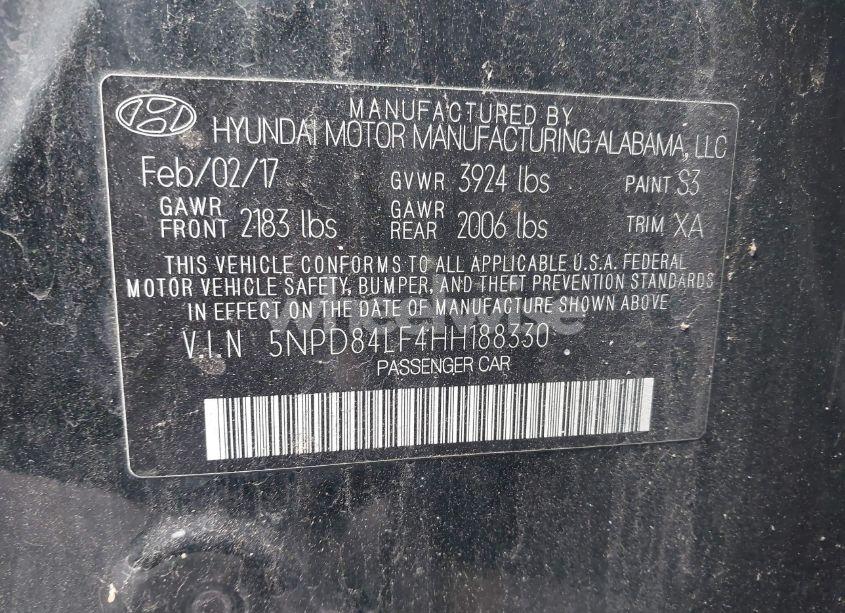 MANUFACTURED BY
HYUNDAI MOTOR MANUFACTURING ALABAMA, LLC
Feb/02/17 GVWR 3924 lbs PAINT S3
GAWR FRONT 2183 lbs GAWR REAR 2006 lbs TRIM XA
THIS VEHICLE CONFORMS TO ALL APPLICABLE U.S.A. FEDERAL
MOTOR VEHICLE SAFETY, BUMPER, AND THEFT PREVENTION STANDARDS
IN EFFECT ON THE DATE OF MANUFACTURE SHOWN ABOVE
V.I.N 5NPD84LF4HH188330
PASSENGER CAR